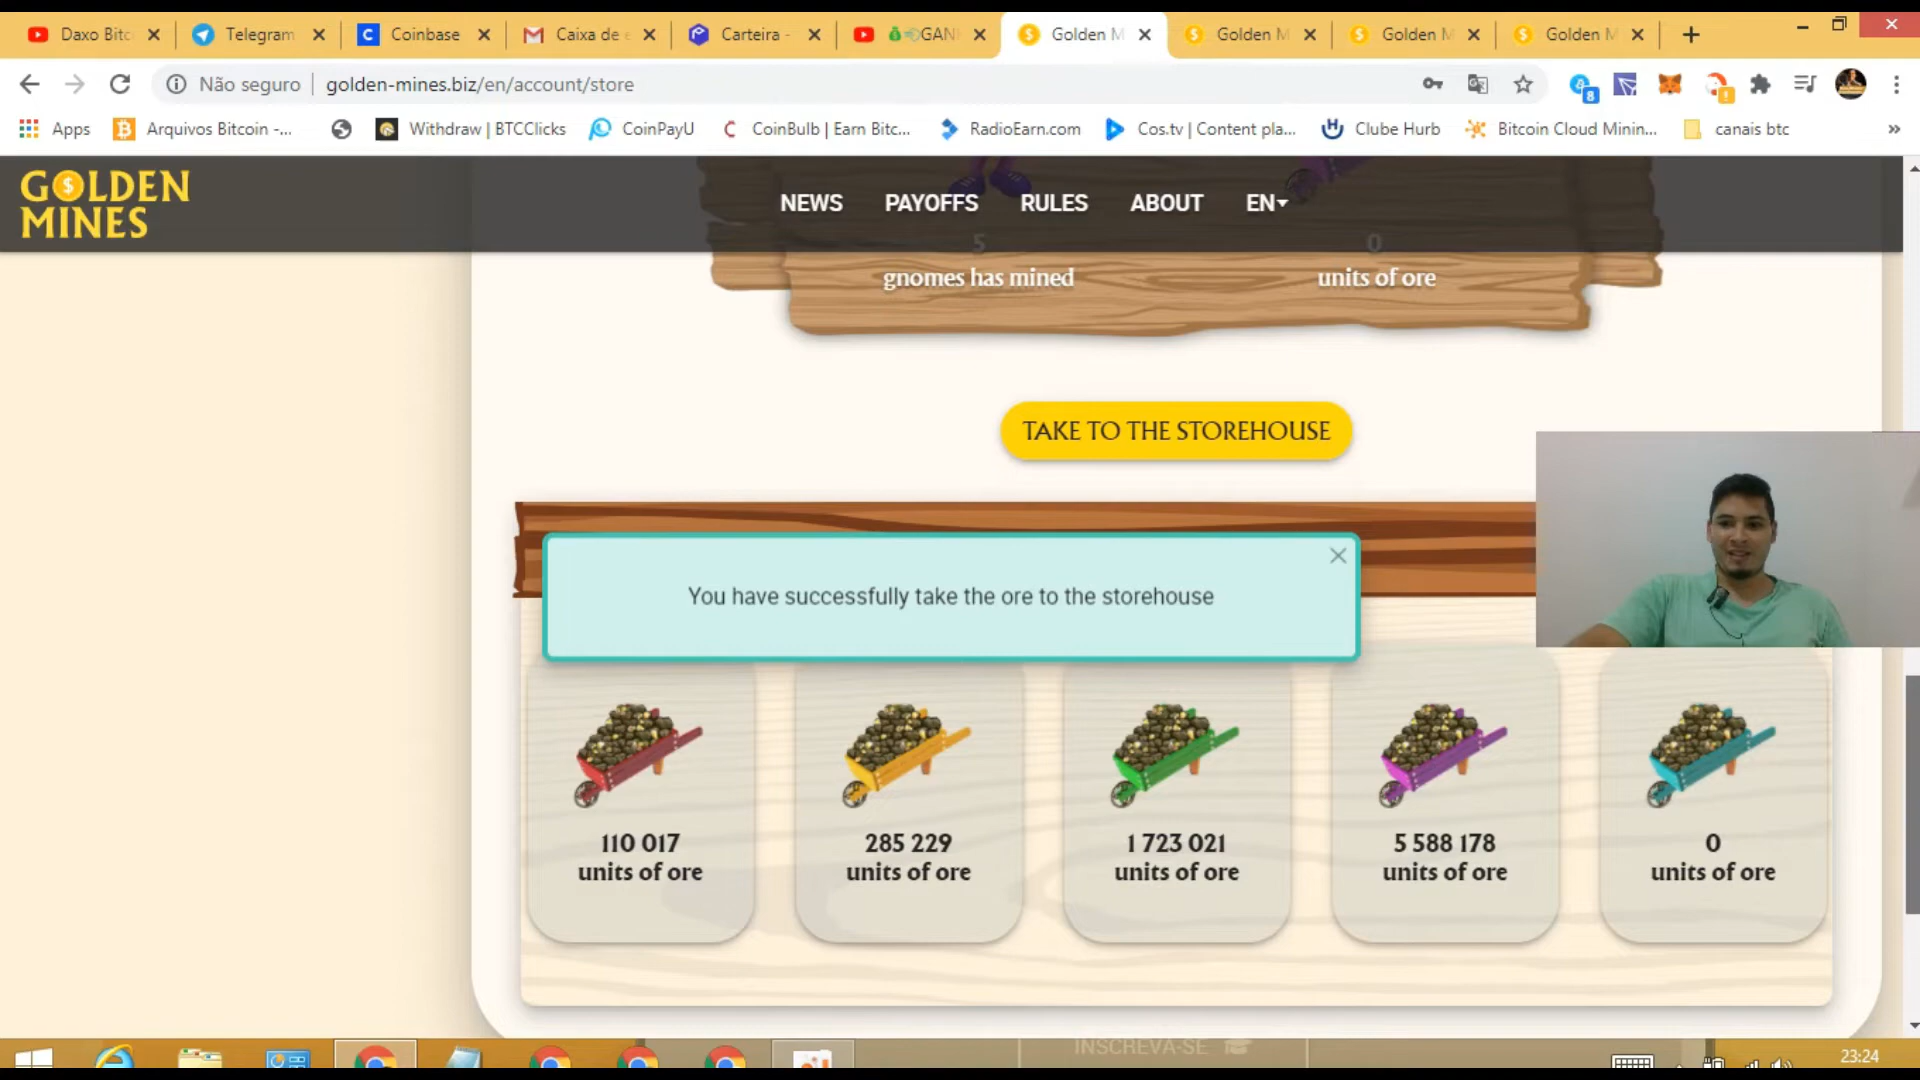 Daxo Bitc
Telegram
Coinbase
Caixa de e
Carteira -
GAN
Golden M
Golden M
Golden M
Golden M
Não seguro
golden-mines.biz/en/account/store
8
Apps
Arquivos Bitcoin -...
Withdraw | BTCClicks
CoinPayU
CoinBulb | Earn Bitc...
RadioEarn.com
Cos.tv | Content pla...
Clube Hurb
Bitcoin Cloud Minin...
canais btc
GOLDEN
MINES
NEWS
PAYOFFS
RULES
ABOUT
EN
5
0
gnomes has mined
units of ore
TAKE TO THE STOREHOUSE
You have successfully take the ore to the storehouse
110 017
units of ore
285 229
units of ore
1 723 021
units of ore
5 588 178
units of ore
0
units of ore
INSCREVA-SE
23:24